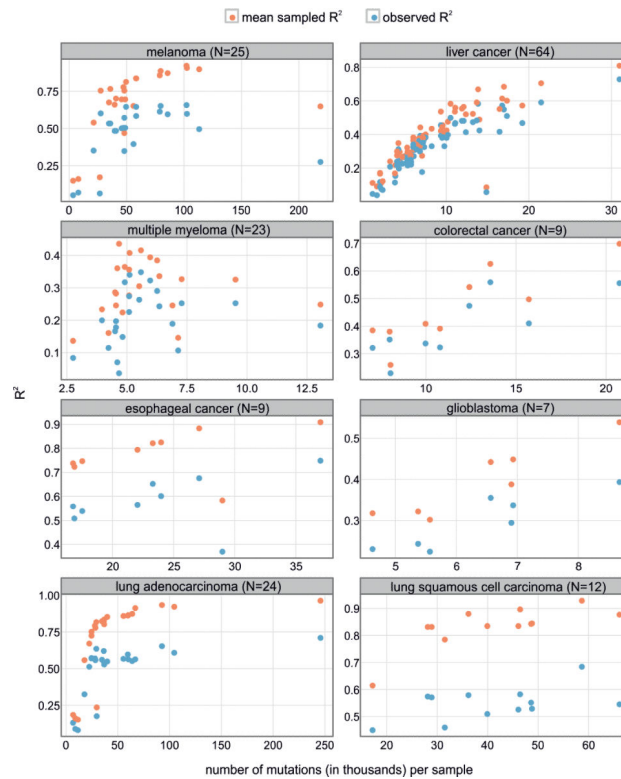 mean sampled R² observed R²
melanoma (N=25) liver cancer (N=64)
0.75
0.50
0.25
0 50 100 150 200
0.8
0.6
0.4
0.2
10 20 30
multiple myeloma (N=23) colorectal cancer (N=9)
0.4
0.3
0.2
0.1
2.5 5.0 7.5 10.0 12.5
0.7
0.6
0.5
0.4
0.3
10 15 20
R²
esophageal cancer (N=9) glioblastoma (N=7)
0.9
0.8
0.7
0.6
0.5
0.4
20 25 30 35
0.5
0.4
0.3
5 6 7 8
lung adenocarcinoma (N=24) lung squamous cell carcinoma (N=12)
1.00
0.75
0.50
0.25
0 50 100 150 200 250
0.9
0.8
0.7
0.6
0.5
20 30 40 50 60
number of mutations (in thousands) per sample